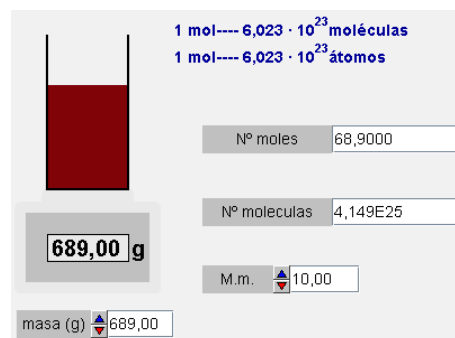 1 mol---- 6,023 · 10²³ moléculas
1 mol---- 6,023 · 10²³ átomos
Nº moles 68,9000
Nº moleculas 4,149E25
689,00 g
M.m. 10,00
masa (g) 689,00